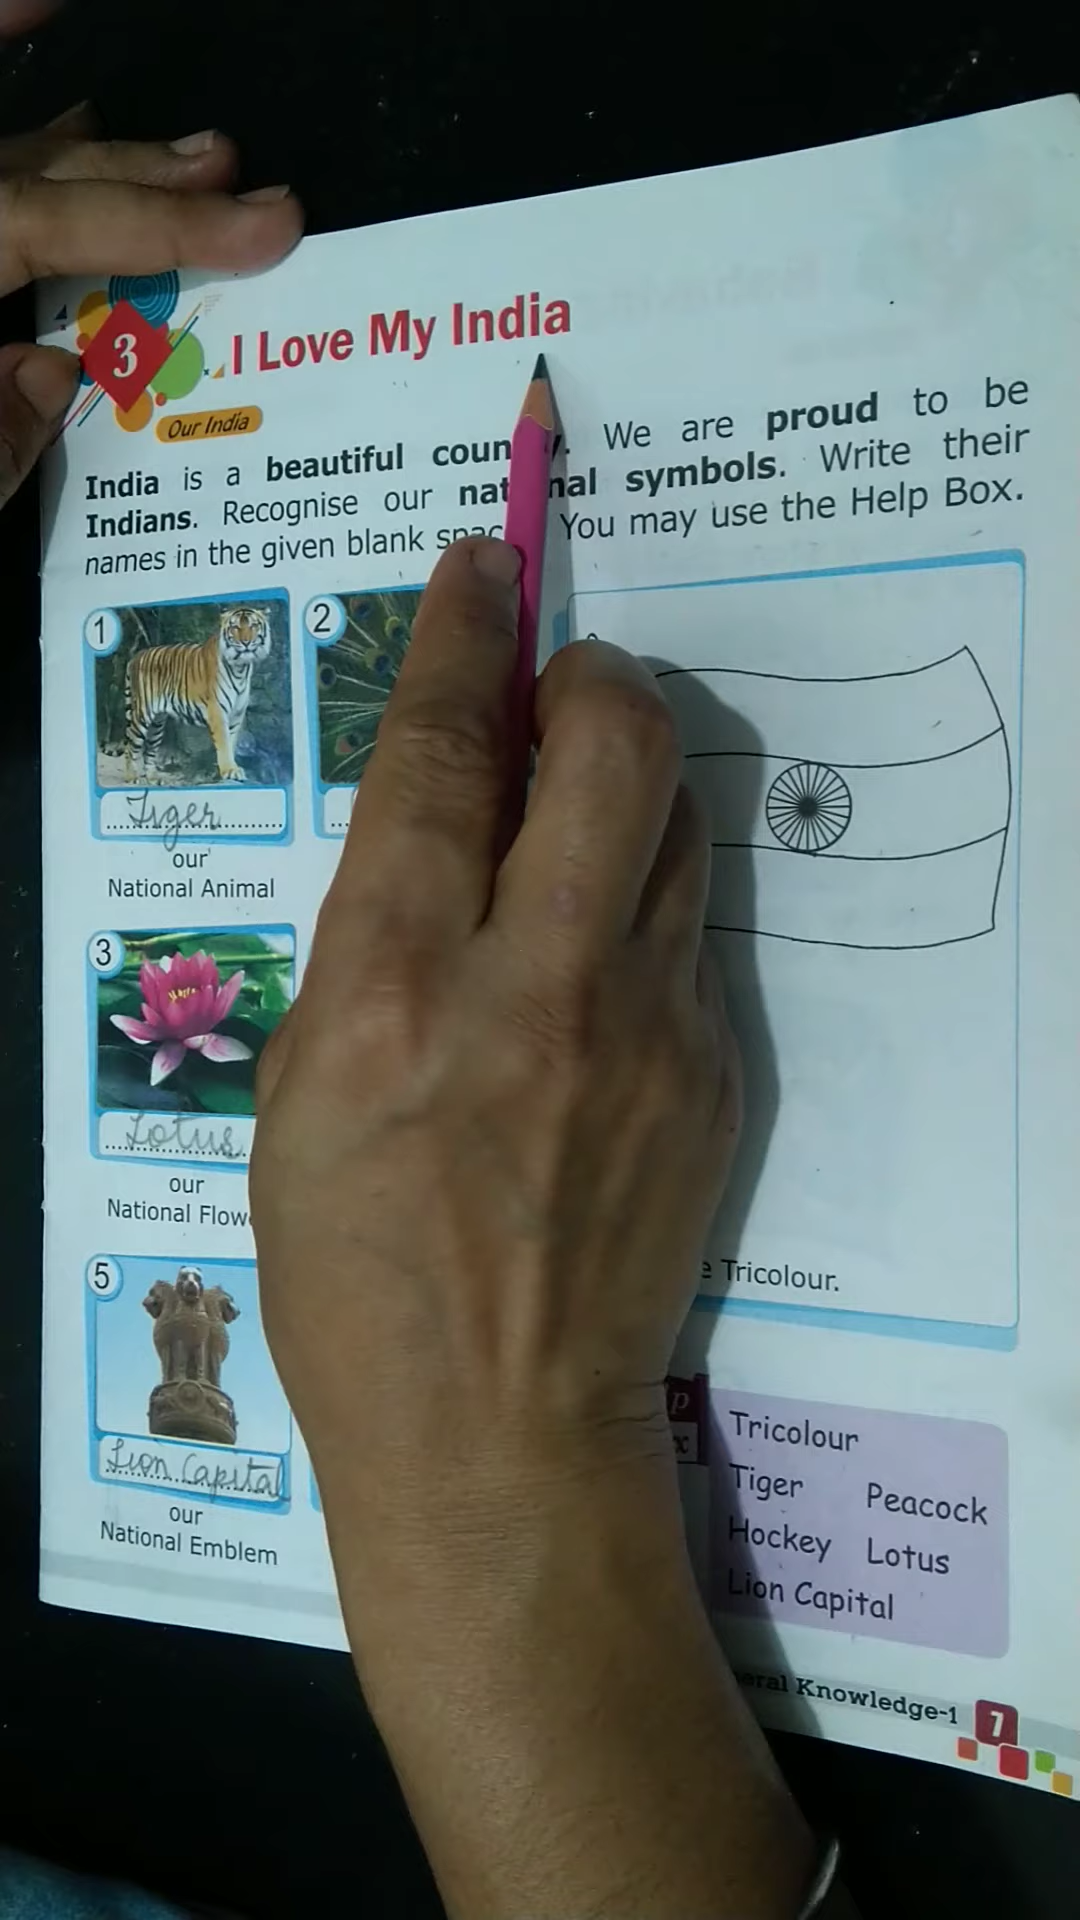 3
I Love My India
Our India
India is a beautiful coun We are proud to be
Indians. Recognise our nat nal symbols. Write their
names in the given blank You may use the Help Box.
1
2
Tiger
our
National Animal
3
Lotus
our
National Flow
5
Lion Capital
our
National Emblem
Tricolour.
Tricolour
Tiger Peacock
Hockey Lotus
Lion Capital
Knowledge-1
7